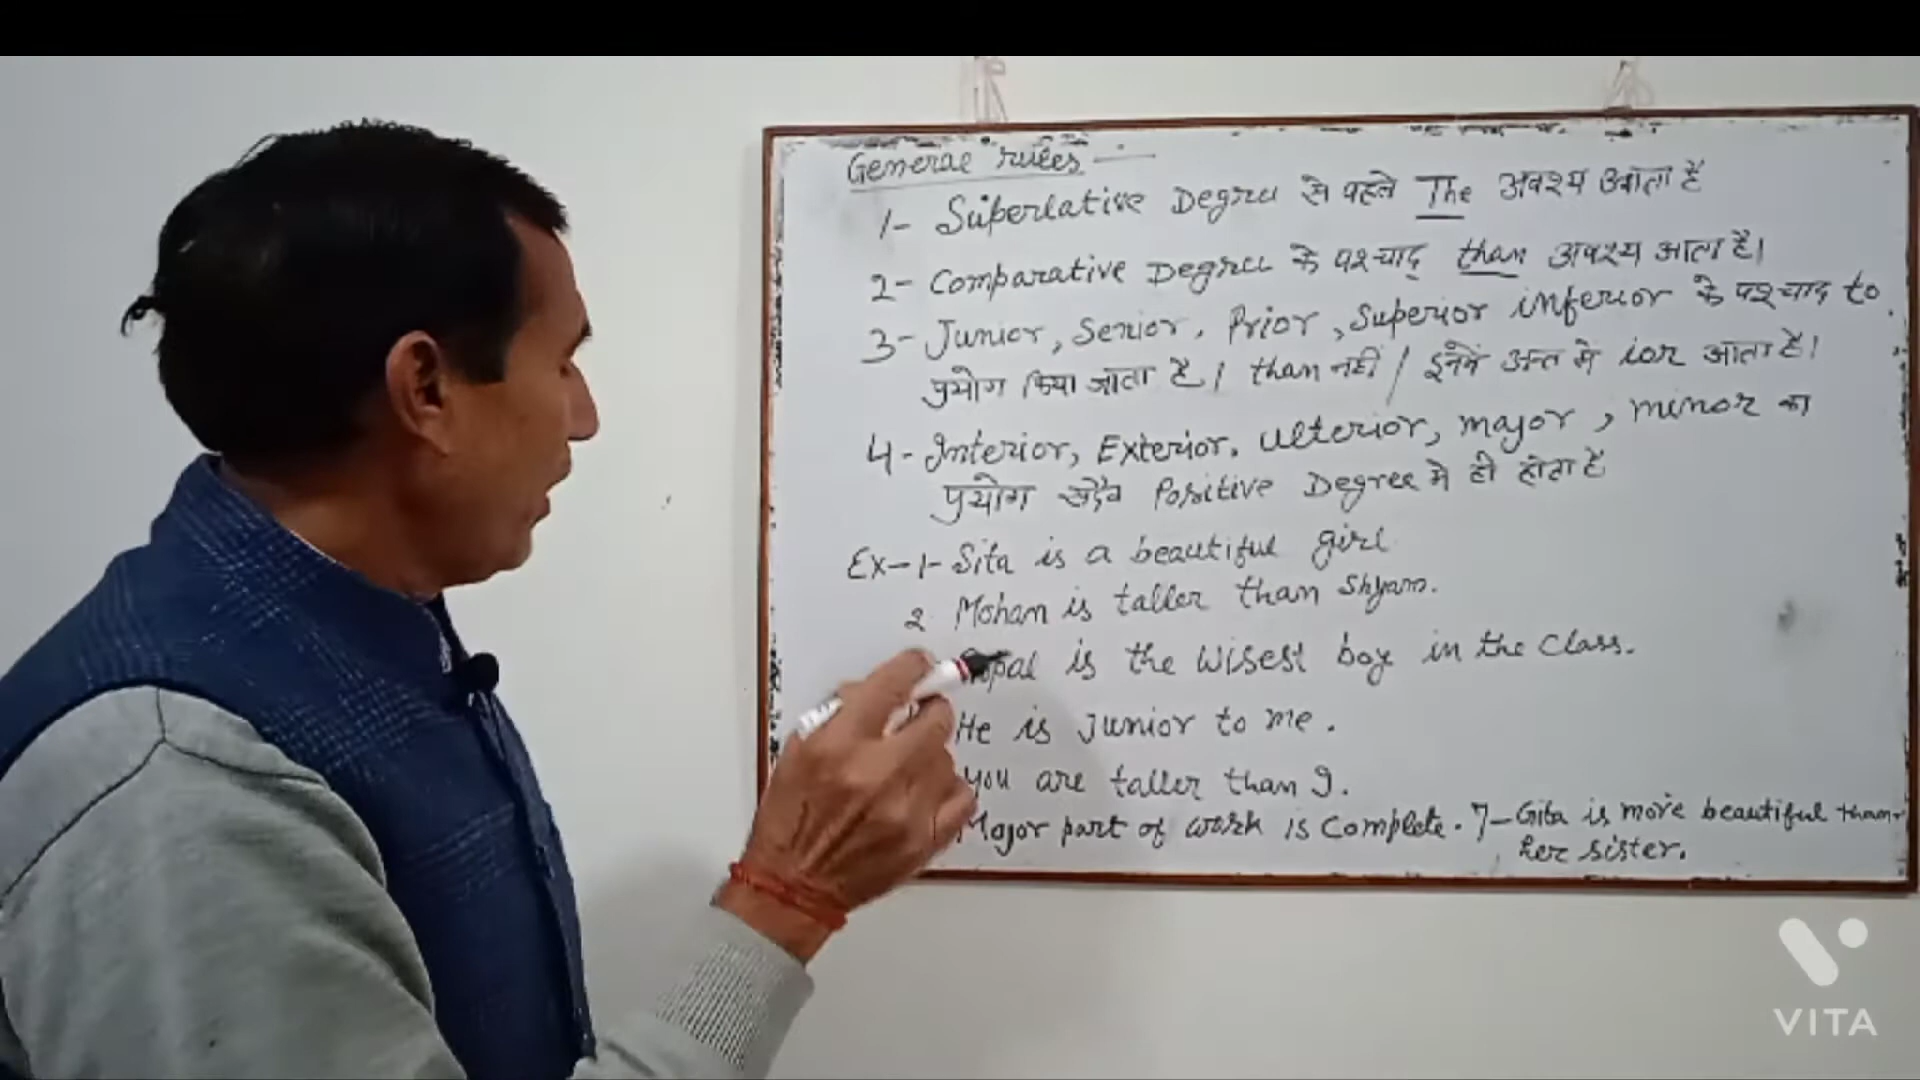 General rules
1- Superlative Degree से पहले The अवश्य आता है
2- Comparative Degree के पश्चाद् than अवश्य आता है।
3- Junior, Senior, Prior, Superior inferior के पश्चाद to
प्रयोग किया जाता है। than नहीं / इनके अन्त मे ior आता है।
4- Interior, Exterior, ulterior, major, minor का
प्रयोग सदैव Positive Degree मे ही होता है
Ex-1- Sita is a beautiful girl
2 Mohan is taller than Shyam.
is the Wisest boy in the Class.
He is Junior to me.
You are taller than I.
Major part of work is Complete. 7- Gita is more beautiful than
her sister.
VITA